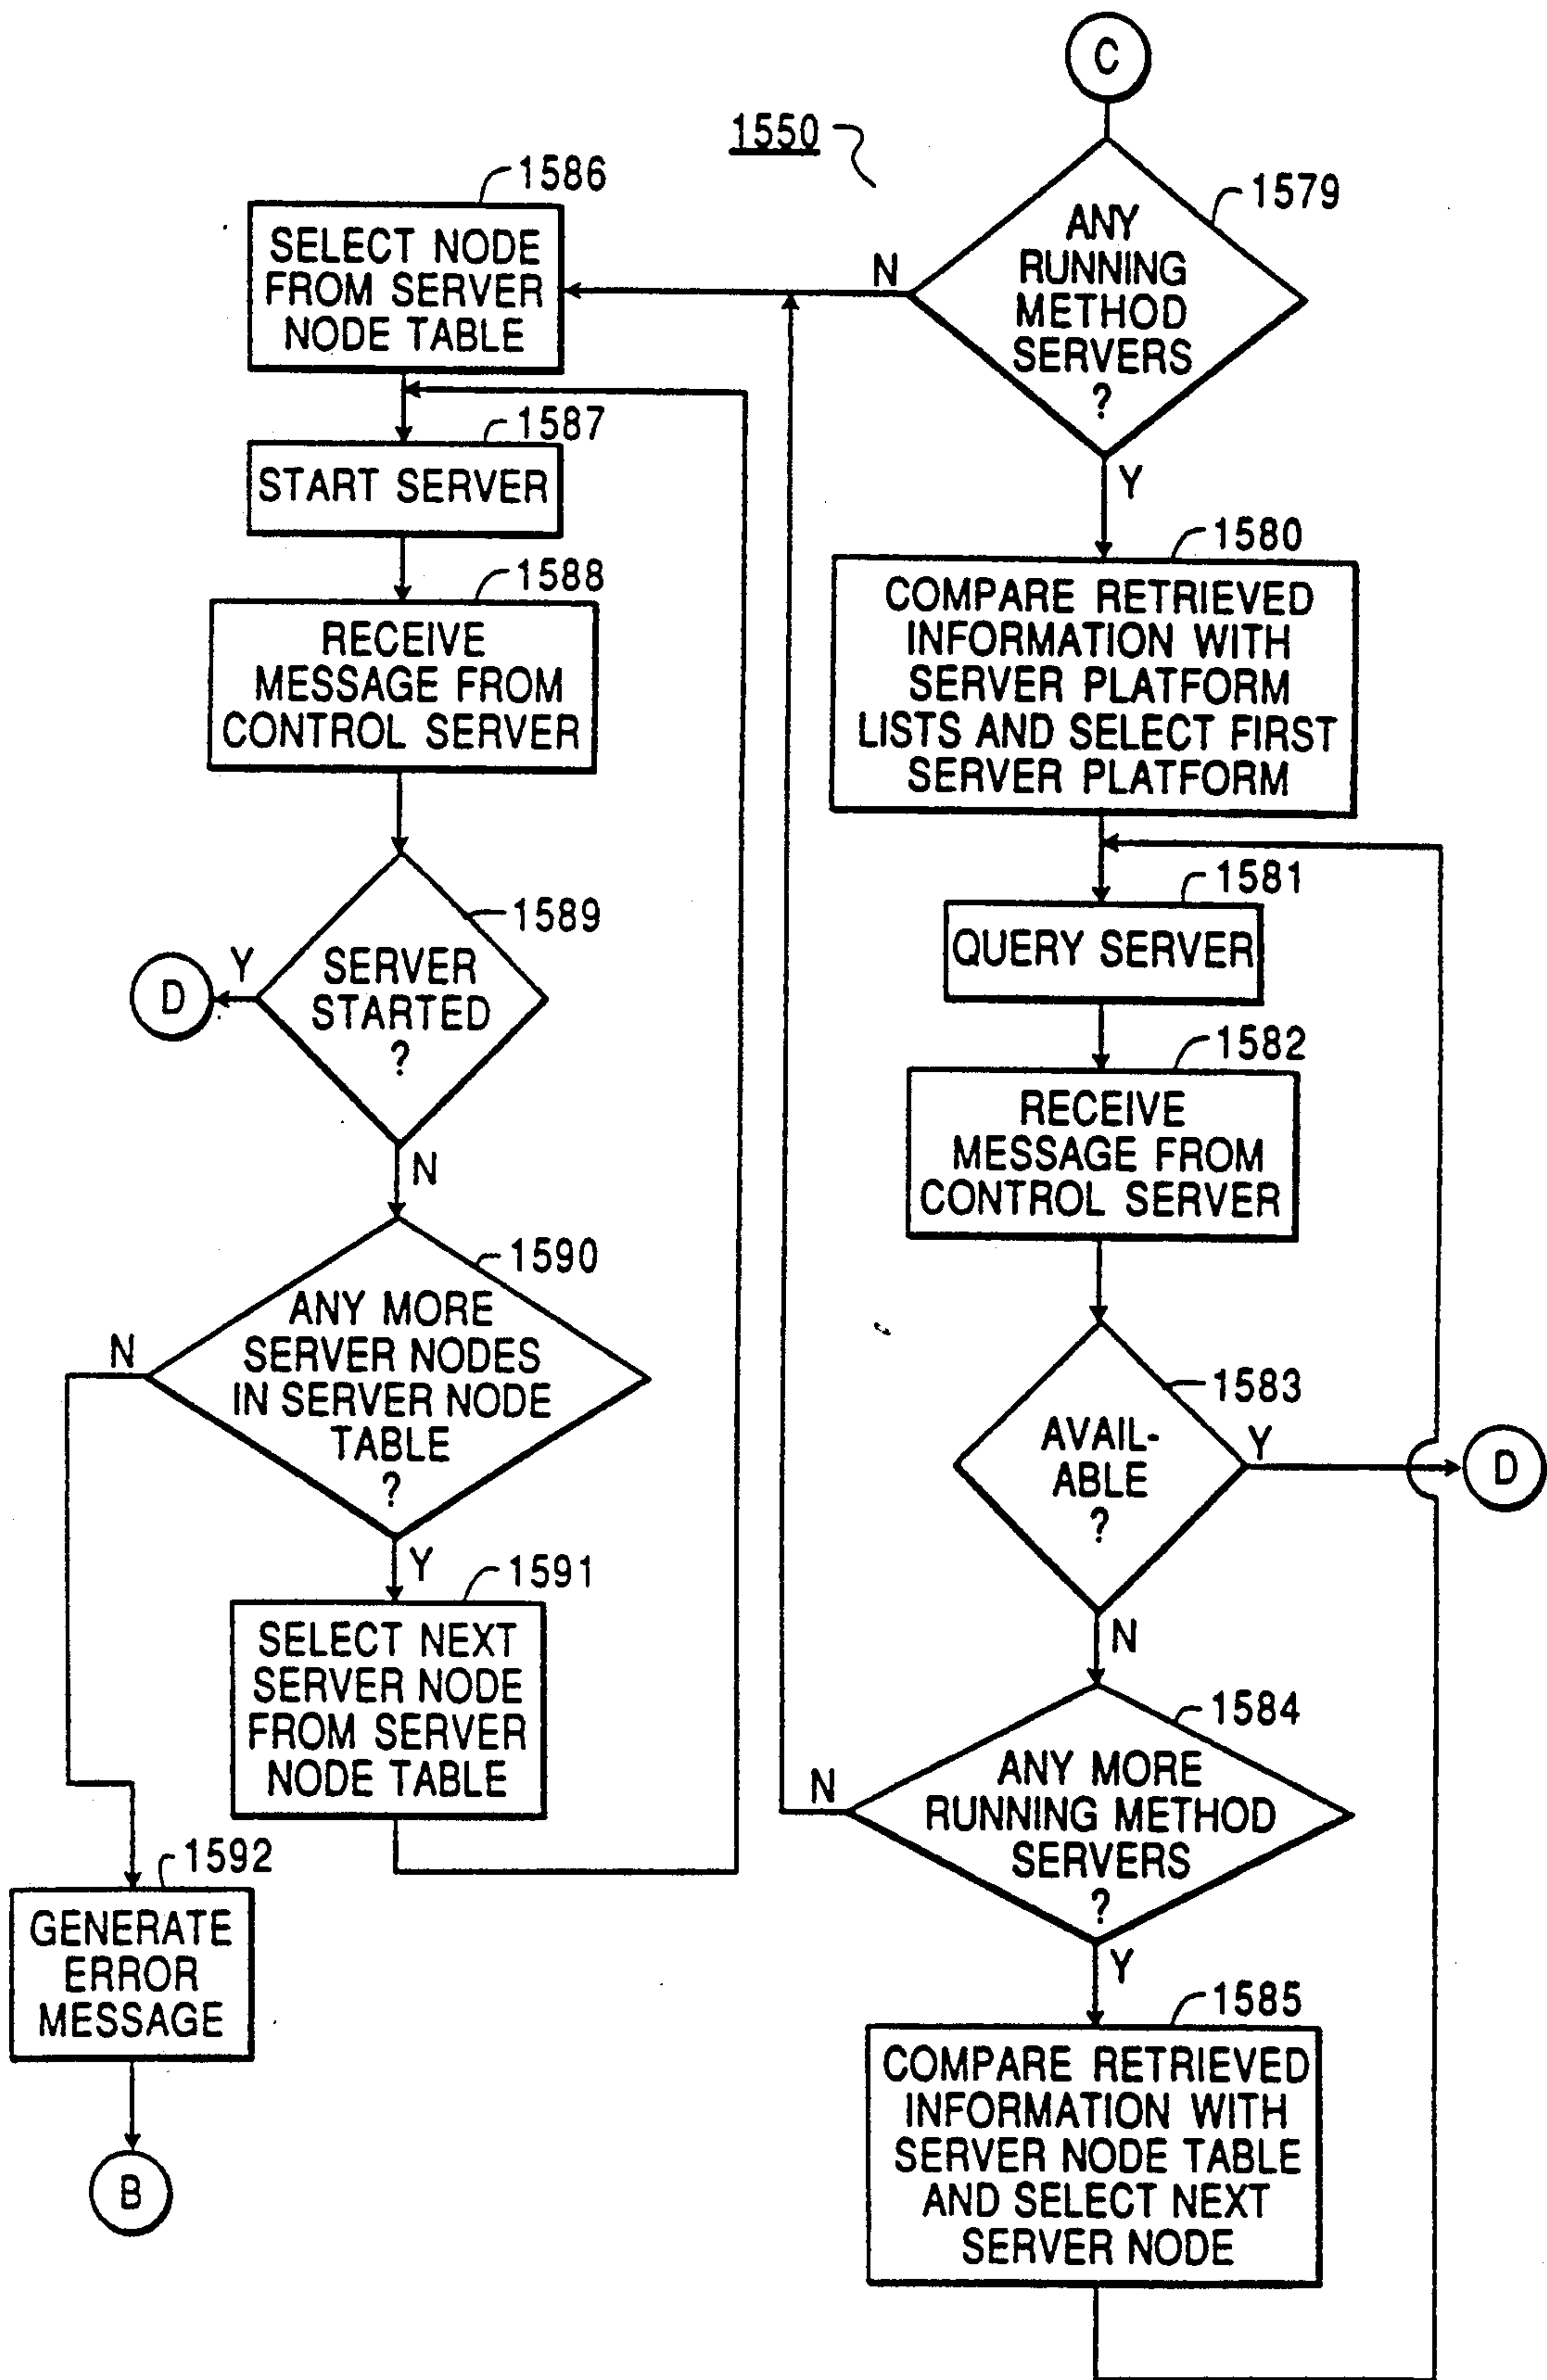 C
1550
1579
ANY
RUNNING
METHOD
SERVERS
?
N
Y
1580
COMPARE RETRIEVED
INFORMATION WITH
SERVER PLATFORM
LISTS AND SELECT FIRST
SERVER PLATFORM
1581
QUERY SERVER
1582
RECEIVE
MESSAGE FROM
CONTROL SERVER
1583
AVAIL-
ABLE
?
Y
D
N
1584
ANY MORE
RUNNING METHOD
SERVERS
?
N
Y
1585
COMPARE RETRIEVED
INFORMATION WITH
SERVER NODE TABLE
AND SELECT NEXT
SERVER NODE
1586
SELECT NODE
FROM SERVER
NODE TABLE
1587
START SERVER
1588
RECEIVE
MESSAGE FROM
CONTROL SERVER
1589
SERVER
STARTED
?
Y
D
N
1590
ANY MORE
SERVER NODES
IN SERVER NODE
TABLE
?
N
Y
1591
SELECT NEXT
SERVER NODE
FROM SERVER
NODE TABLE
1592
GENERATE
ERROR
MESSAGE
B